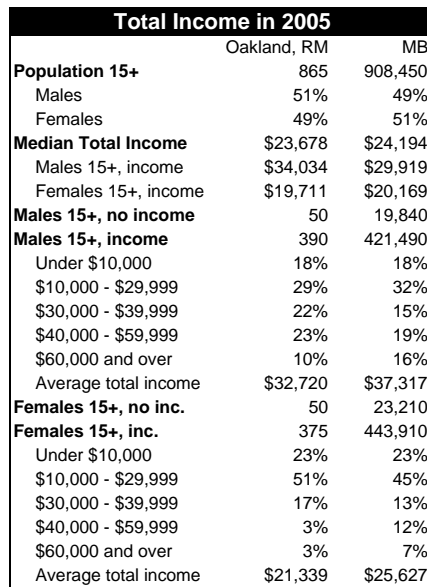 Total Income in 2005
Oakland, RM MB
Population 15+ 865 908,450
Males 51% 49%
Females 49% 51%
Median Total Income $23,678 $24,194
Males 15+, income $34,034 $29,919
Females 15+, income $19,711 $20,169
Males 15+, no income 50 19,840
Males 15+, income 390 421,490
Under $10,000 18% 18%
$10,000 - $29,999 29% 32%
$30,000 - $39,999 22% 15%
$40,000 - $59,999 23% 19%
$60,000 and over 10% 16%
Average total income $32,720 $37,317
Females 15+, no inc. 50 23,210
Females 15+, inc. 375 443,910
Under $10,000 23% 23%
$10,000 - $29,999 51% 45%
$30,000 - $39,999 17% 13%
$40,000 - $59,999 3% 12%
$60,000 and over 3% 7%
Average total income $21,339 $25,627